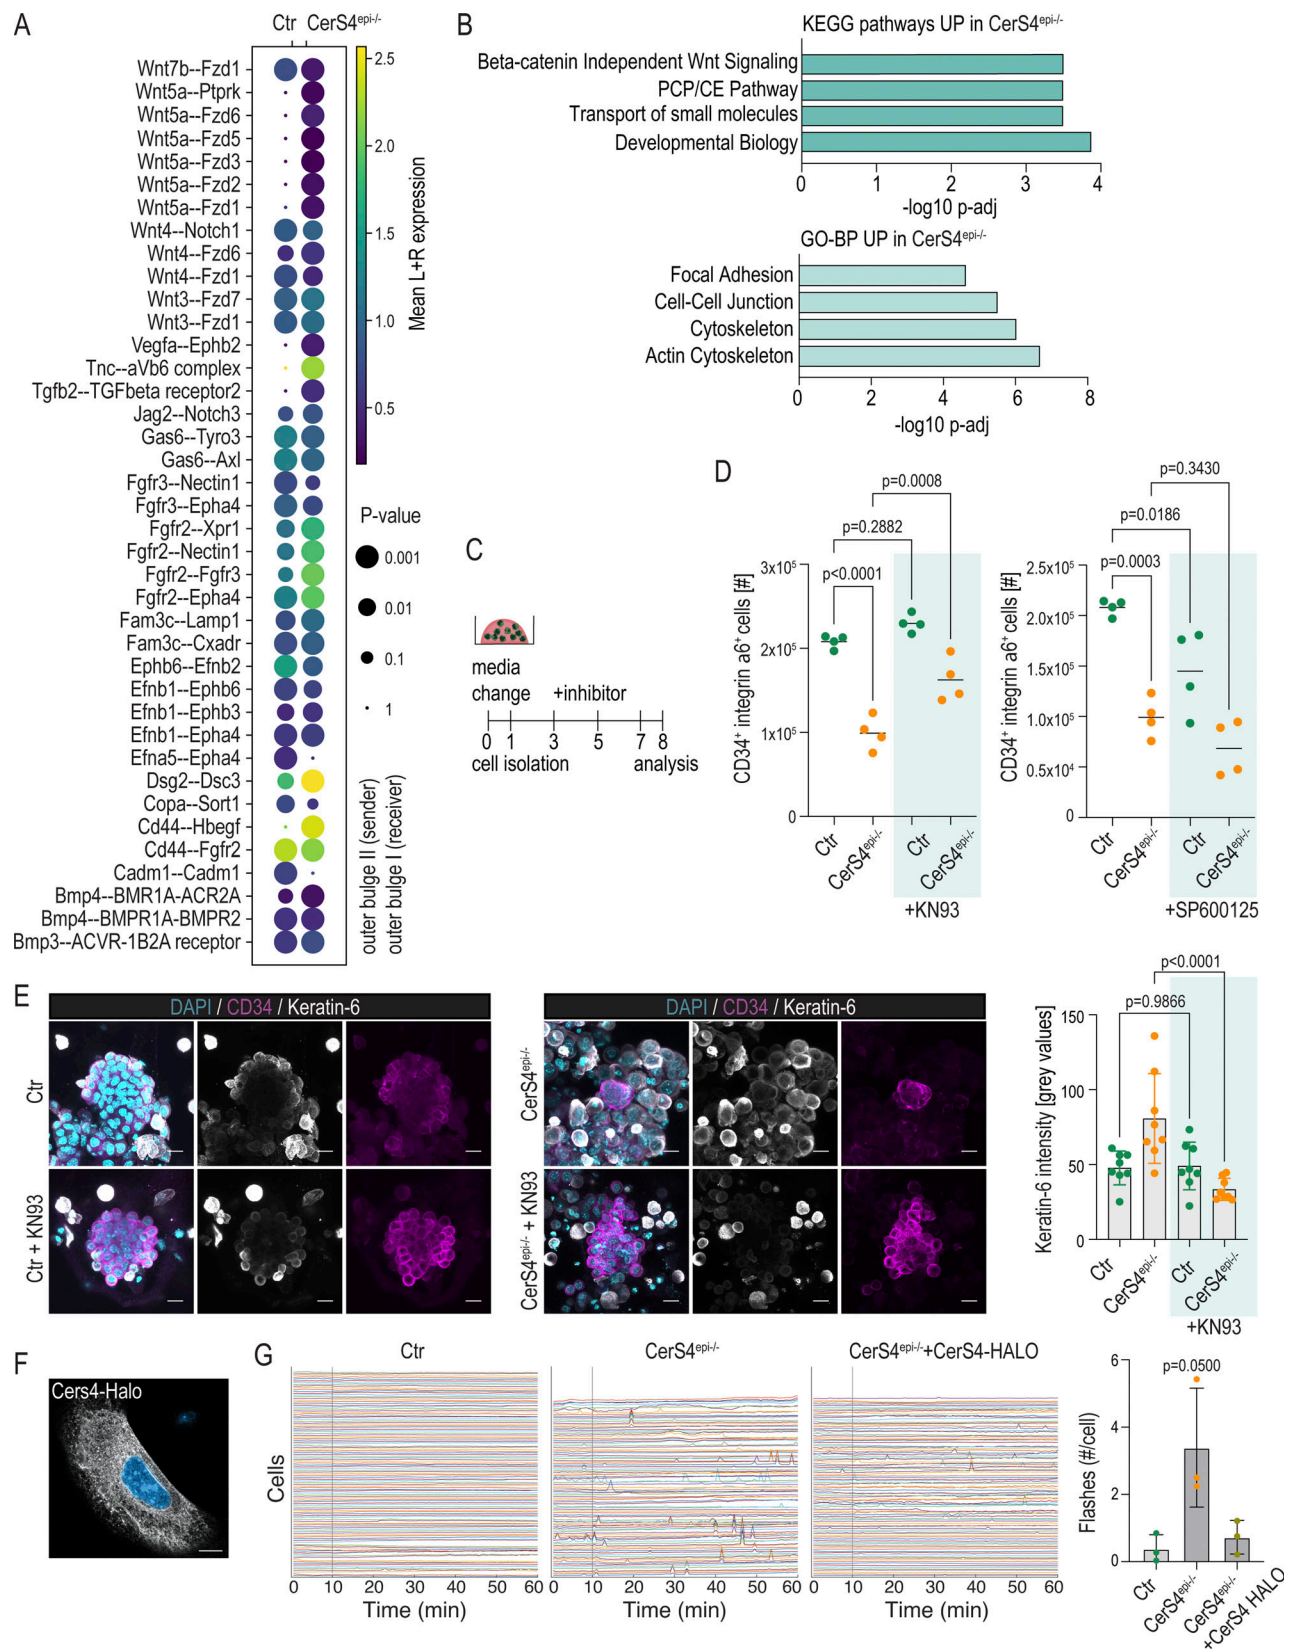 A
Ctr CerS4epi-/-
Wnt7b--Fzd1
Wnt5a--Ptprk
Wnt5a--Fzd6
Wnt5a--Fzd5
Wnt5a--Fzd3
Wnt5a--Fzd2
Wnt5a--Fzd1
Wnt4--Notch1
Wnt4--Fzd6
Wnt4--Fzd1
Wnt3--Fzd7
Wnt3--Fzd1
Vegfa--Ephb2
Tnc--aVb6 complex
Tgfb2--TGFbeta receptor2
Jag2--Notch3
Gas6--Tyro3
Gas6--Axl
Fgfr3--Nectin1
Fgfr3--Epha4
Fgfr2--Xpr1
Fgfr2--Nectin1
Fgfr2--Fgfr3
Fgfr2--Epha4
Fam3c--Lamp1
Fam3c--Cxadr
Ephb6--Efnb2
Efnb1--Ephb6
Efnb1--Ephb3
Efnb1--Epha4
Efna5--Epha4
Dsg2--Dsc3
Copa--Sort1
Cd44--Hbegf
Cd44--Fgfr2
Cadm1--Cadm1
Bmp4--BMR1A-ACR2A
Bmp4--BMPR1A-BMPR2
Bmp3--ACVR-1B2A receptor
2.5
2.0
1.5
1.0
0.5
Mean L+R expression
P-value
0.001
0.01
0.1
1
outer bulge II (sender)
outer bulge I (receiver)
B
KEGG pathways UP in CerS4epi-/-
Beta-catenin Independent Wnt Signaling
PCP/CE Pathway
Transport of small molecules
Developmental Biology
0 1 2 3 4
-log10 p-adj
GO-BP UP in CerS4epi-/-
Focal Adhesion
Cell-Cell Junction
Cytoskeleton
Actin Cytoskeleton
0 2 4 6 8
-log10 p-adj
C
media
change +inhibitor
0 1 3 5 7 8
cell isolation analysis
D
p=0.0008
p=0.2882
p<0.0001
CD34+ integrin a6+ cells [#]
3x10⁵
2x10⁵
1x10⁵
0
Ctr CerS4epi-/- Ctr CerS4epi-/-
+KN93
p=0.3430
p=0.0186
p=0.0003
CD34+ integrin a6+ cells [#]
2.5x10⁵
2.0x10⁵
1.5x10⁵
1.0x10⁵
0.5x10⁴
0
Ctr CerS4epi-/- Ctr CerS4epi-/-
+SP600125
E
DAPI / CD34 / Keratin-6
Ctr
Ctr + KN93
DAPI / CD34 / Keratin-6
CerS4epi-/-
CerS4epi-/- + KN93
p<0.0001
p=0.9866
Keratin-6 intensity [grey values]
150
100
50
0
Ctr CerS4epi-/- Ctr CerS4epi-/-
+KN93
F
Cers4-Halo
G
Ctr
CerS4epi-/-
CerS4epi-/-+CerS4-HALO
Cells
0 10 20 30 40 50 60
Time (min)
0 10 20 30 40 50 60
Time (min)
0 10 20 30 40 50 60
Time (min)
p=0.0500
Flashes (#/cell)
6
4
2
0
Ctr
CerS4epi-/-
CerS4epi-/-
+CerS4 HALO